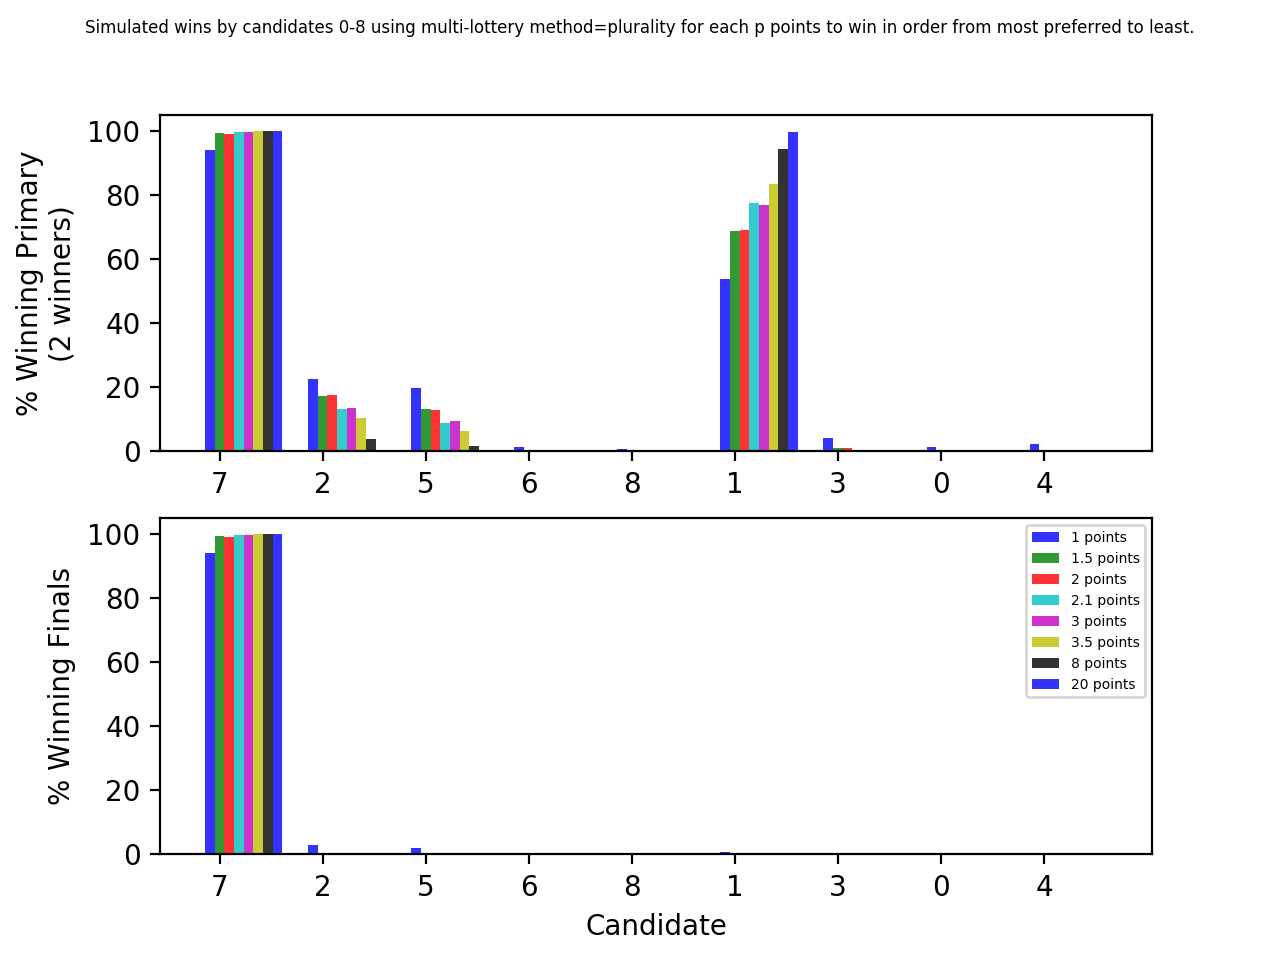 Simulated wins by candidates 0-8 using multi-lottery method=plurality for each p points to win in order from most preferred to least.
% Winning Primary
(2 winners)
100
80
60
40
20
0
7 2 5 6 8 1 3 0 4
% Winning Finals
100
80
60
40
20
0
1 points
1.5 points
2 points
2.1 points
3 points
3.5 points
8 points
20 points
7 2 5 6 8 1 3 0 4
Candidate